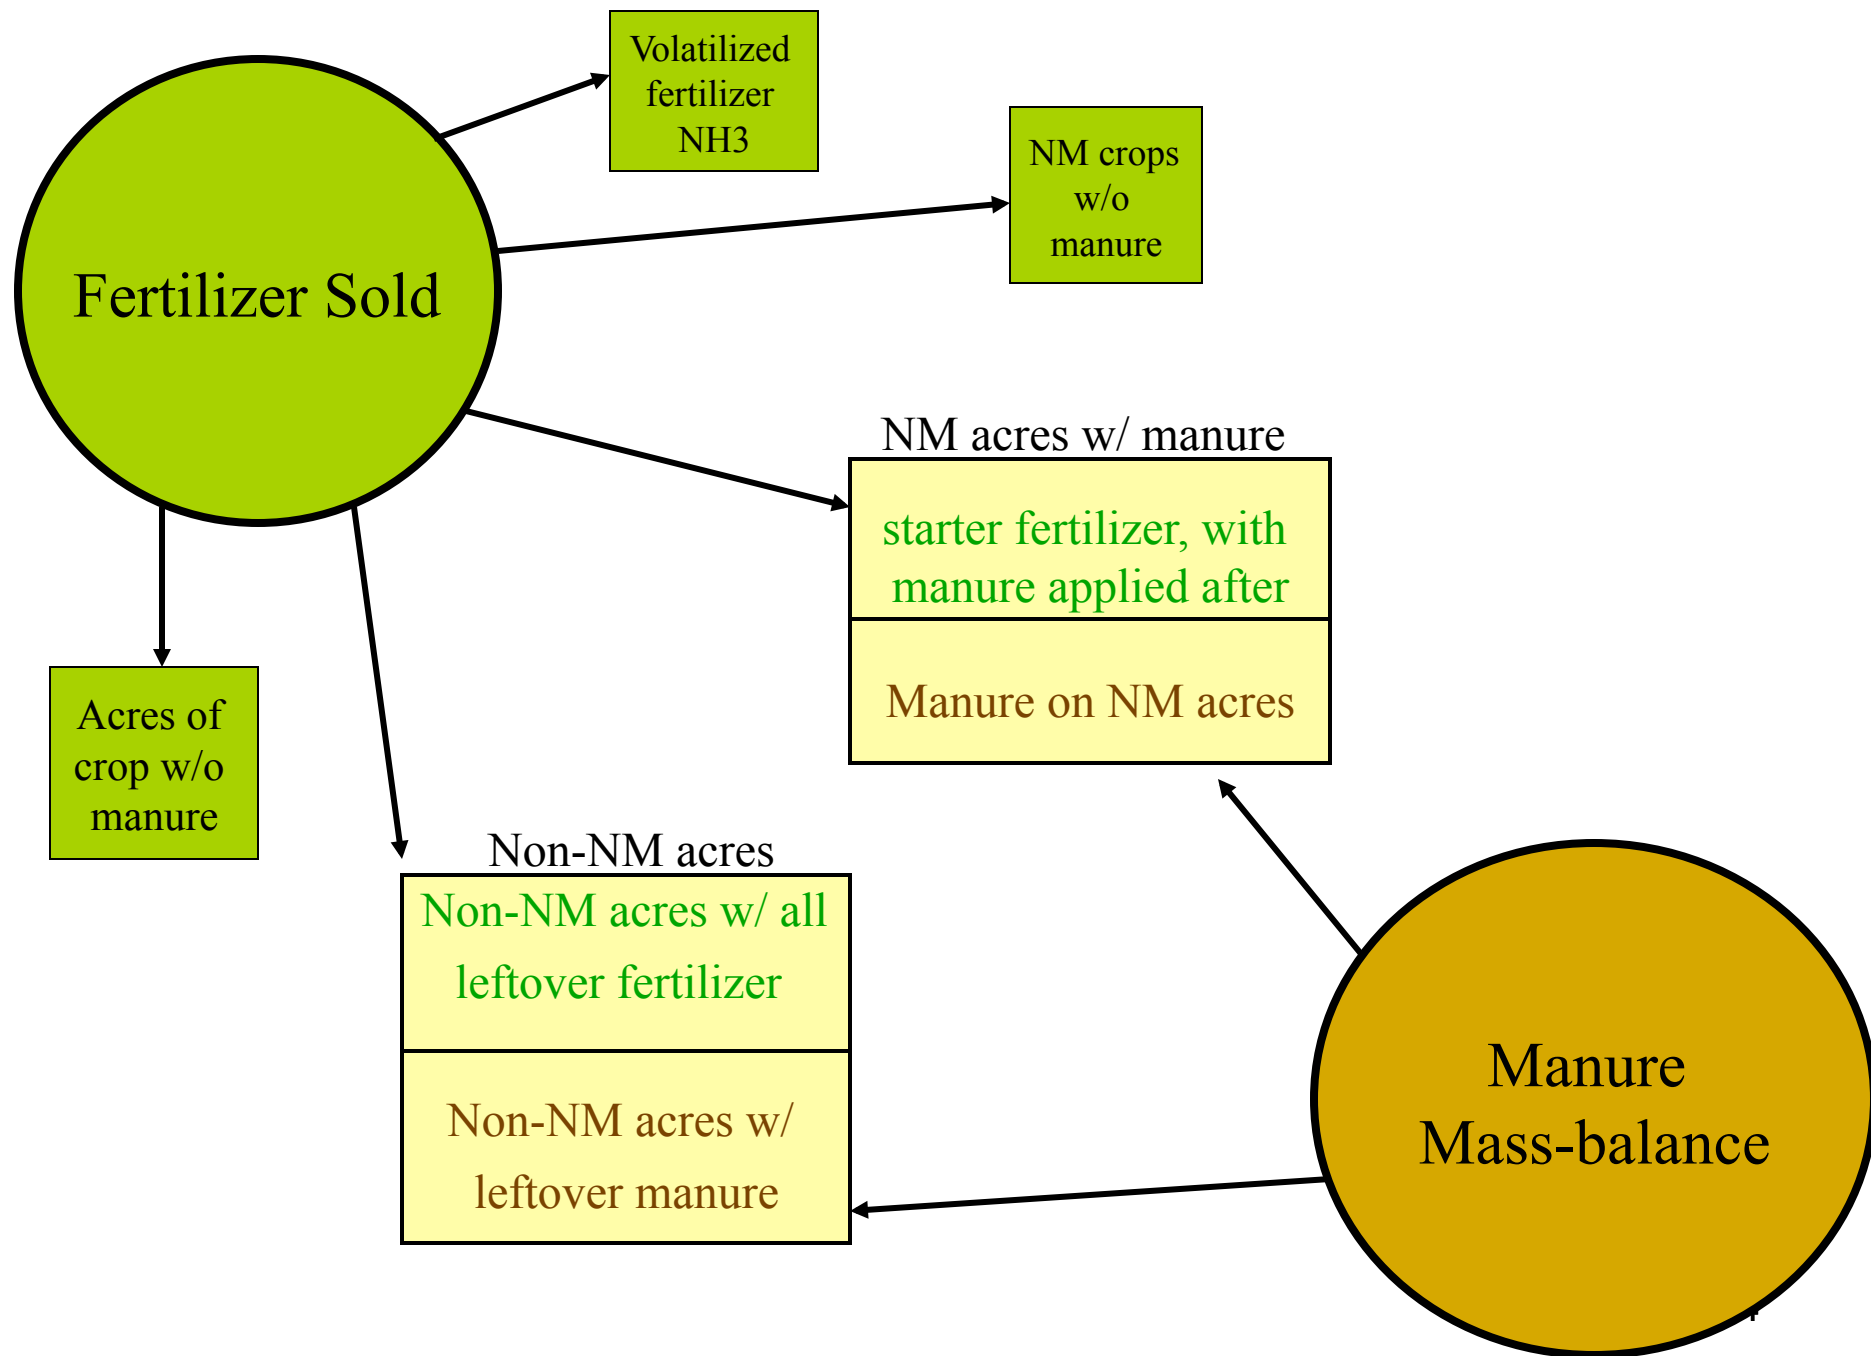 Volatilized
fertilizer
NH3
NM crops
w/o
manure
Fertilizer Sold
NM acres w/ manure
starter fertilizer, with
manure applied after
Manure on NM acres
Acres of
crop w/o
manure
Non-NM acres
Non-NM acres w/ all
leftover fertilizer
Non-NM acres w/
leftover manure
Manure
Mass-balance